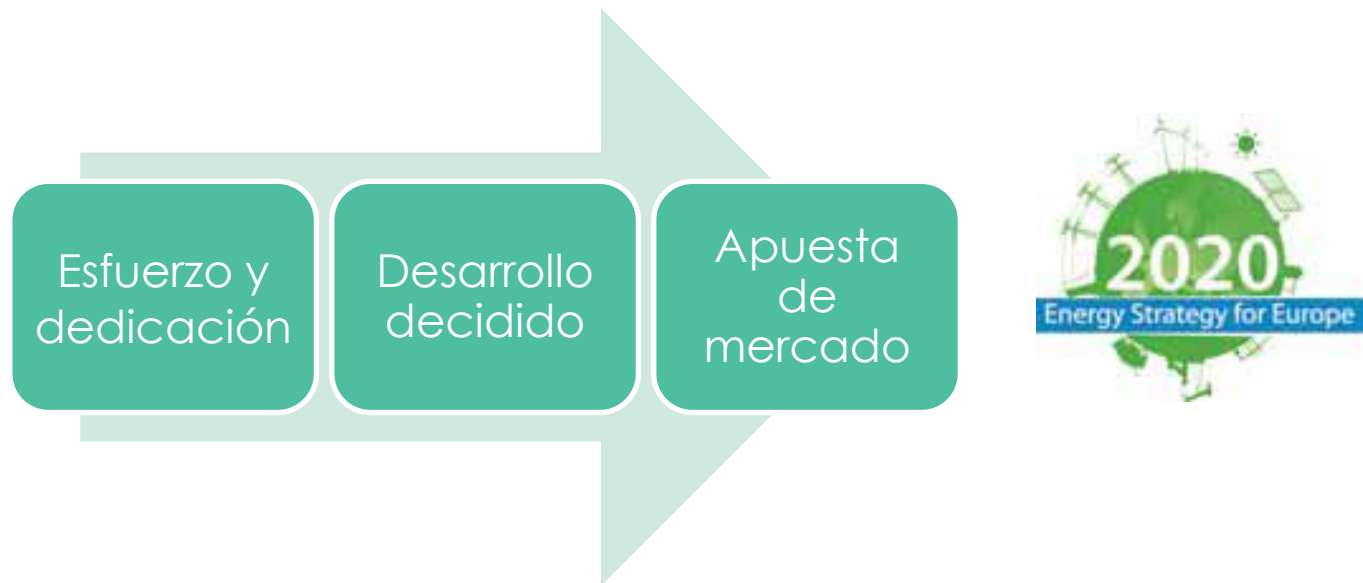 Esfuerzo y
dedicación
Desarrollo
decidido
Apuesta
de
mercado
2020
Energy Strategy for Europe